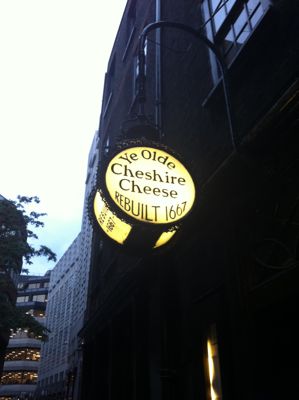 Ye Olde
Cheshire
Cheese
REBUILT 1667